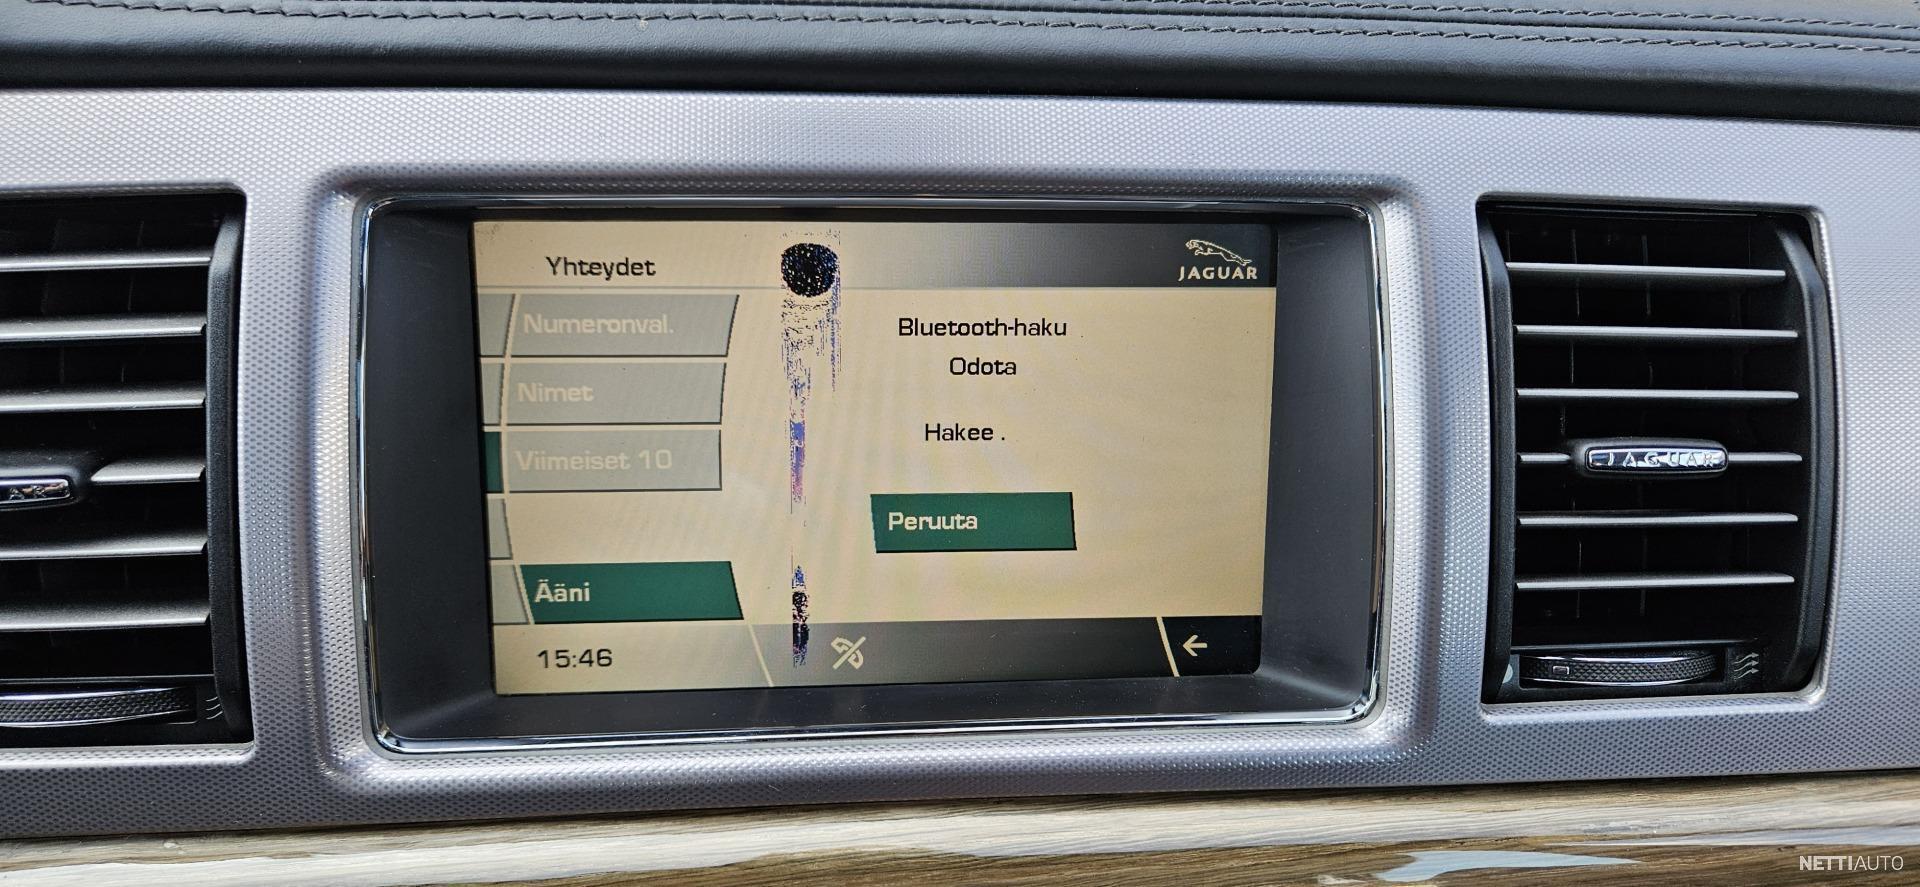 Yhteydet
JAGUAR
Numeronval.
Nimet
Viimeiset 10
Ääni
Bluetooth-haku
Odota
Hakee .
Peruuta
15:46
JAGUAR
NETTIAUTO